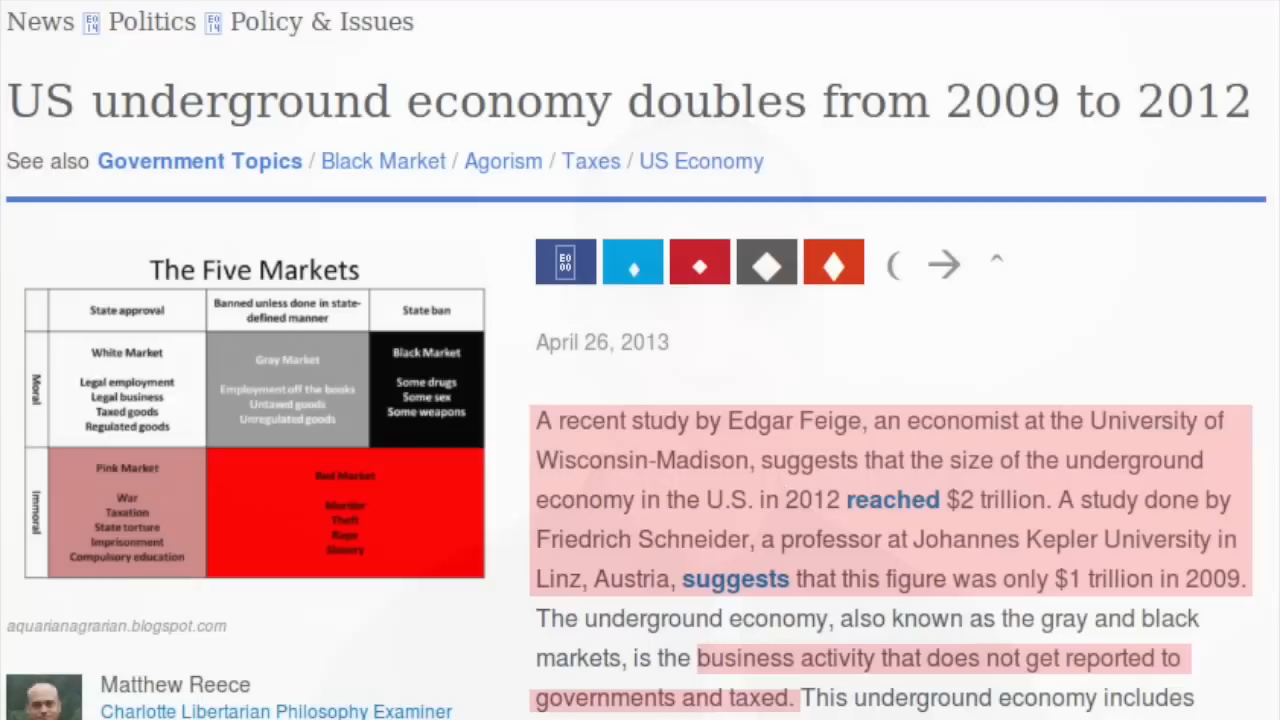 News Politics Policy & Issues
US underground economy doubles from 2009 to 2012
See also Government Topics / Black Market / Agorism / Taxes / US Economy
The Five Markets
State approval
Banned unless done in state-
defined manner
State ban
Moral
White Market
Legal employment
Legal business
Taxed goods
Regulated goods
Gray Market
Employment off the books
Untaxed goods
Unregulated goods
Black Market
Some drugs
Some sex
Some weapons
Immoral
Pink Market
War
Taxation
State torture
Imprisonment
Compulsory education
Red Market
Murder
Theft
Rape
Slavery
aquarianagrarian.blogspot.com
Matthew Reece
Charlotte Libertarian Philosophy Examiner
April 26, 2013
A recent study by Edgar Feige, an economist at the University of
Wisconsin-Madison, suggests that the size of the underground
economy in the U.S. in 2012 reached $2 trillion. A study done by
Friedrich Schneider, a professor at Johannes Kepler University in
Linz, Austria, suggests that this figure was only $1 trillion in 2009.
The underground economy, also known as the gray and black
markets, is the business activity that does not get reported to
governments and taxed. This underground economy includes